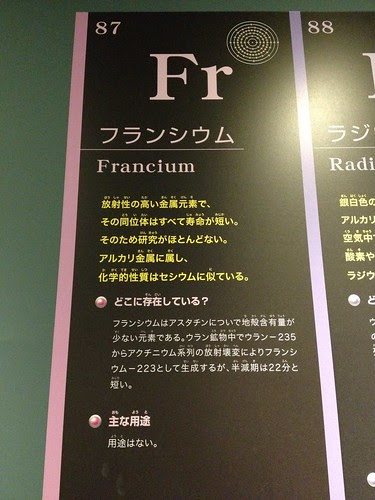 87
Fr
フランシウム
Francium
放射性の高い金属元素で、
その同位体はすべて寿命が短い。
そのため研究がほとんどない。
アルカリ金属に属し、
化学的性質はセシウムに似ている。
どこに存在している？
フランシウムはアスタチンについで地殻含有量が
少ない元素である。ウラン鉱物中でウラン－235
からアクチニウム系列の放射壊変によりフランシ
ウム－223として生成するが、半減期は22分と
短い。
主な用途
用途はない。
88
ラジ
Radi
銀白色の
アルカリ
空気中で
酸素や
ラジウ